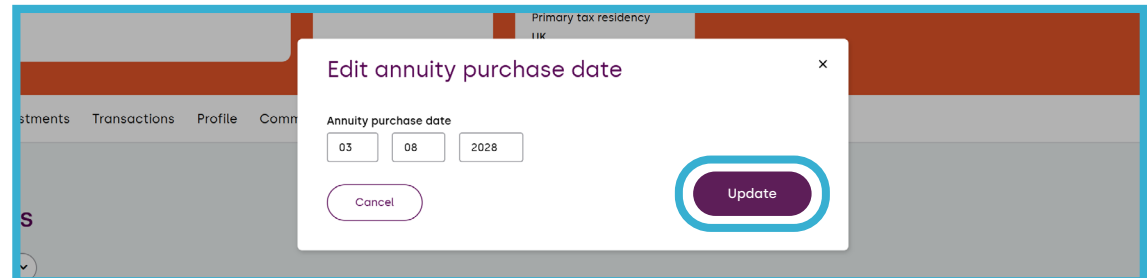 Primary tax residency
UK
Edit annuity purchase date
×
stments Transactions Profile Comm
Annuity purchase date
03 08 2028
Cancel
Update
s